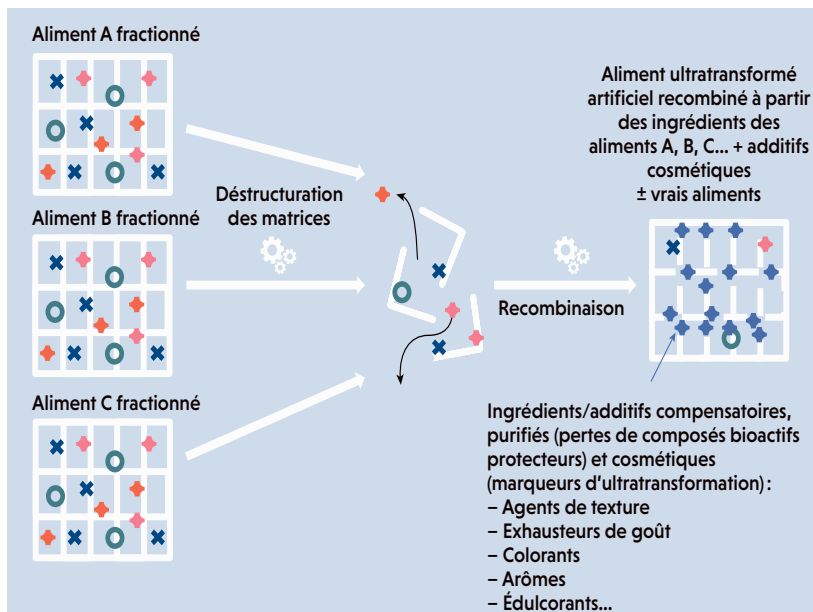 Aliment A fractionné
Aliment B fractionné
Aliment C fractionné
Déstructuration
des matrices
Recombinaison
Aliment ultratransformé
artificiel recombiné à partir
des ingrédients des
aliments A, B, C... + additifs
cosmétiques
± vrais aliments
Ingrédients/additifs compensatoires,
purifiés (pertes de composés bioactifs
protecteurs) et cosmétiques
(marqueurs d’ultratransformation) :
– Agents de texture
– Exhausteurs de goût
– Colorants
– Arômes
– Édulcorants...